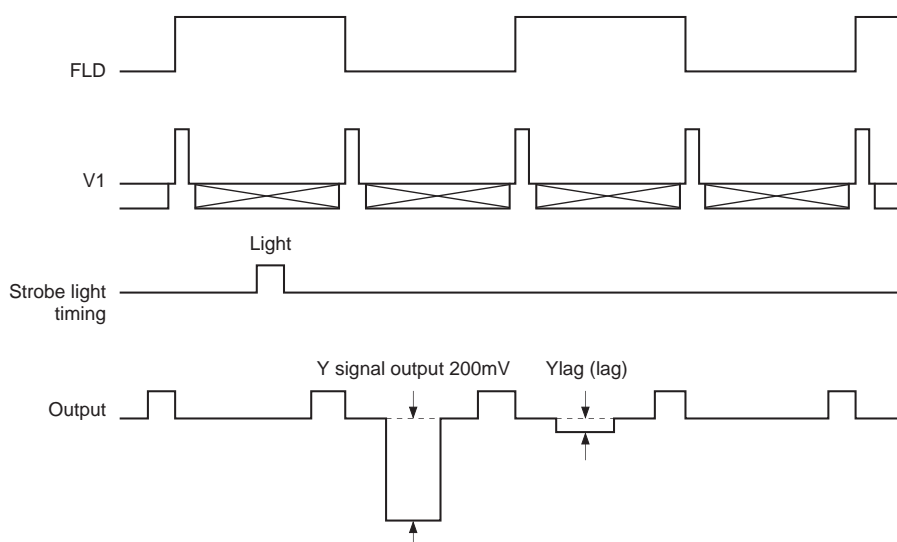 FLD
V1
Light
Strobe light
timing
Y signal output 200mV
Ylag (lag)
Output